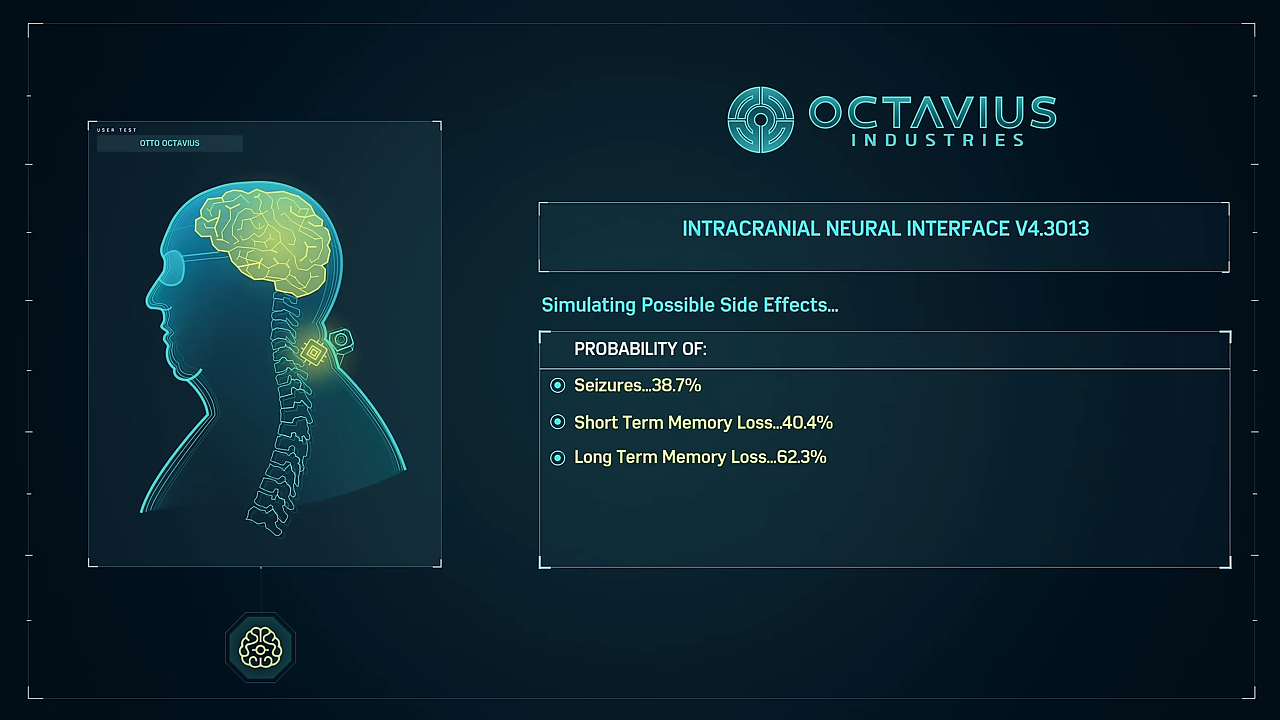 USER TEST
OTTO OCTAVIUS
OCTAVIUS
INDUSTRIES
INTRACRANIAL NEURAL INTERFACE V4.3013
Simulating Possible Side Effects...
PROBABILITY OF:
Seizures...38.7%
Short Term Memory Loss...40.4%
Long Term Memory Loss...62.3%